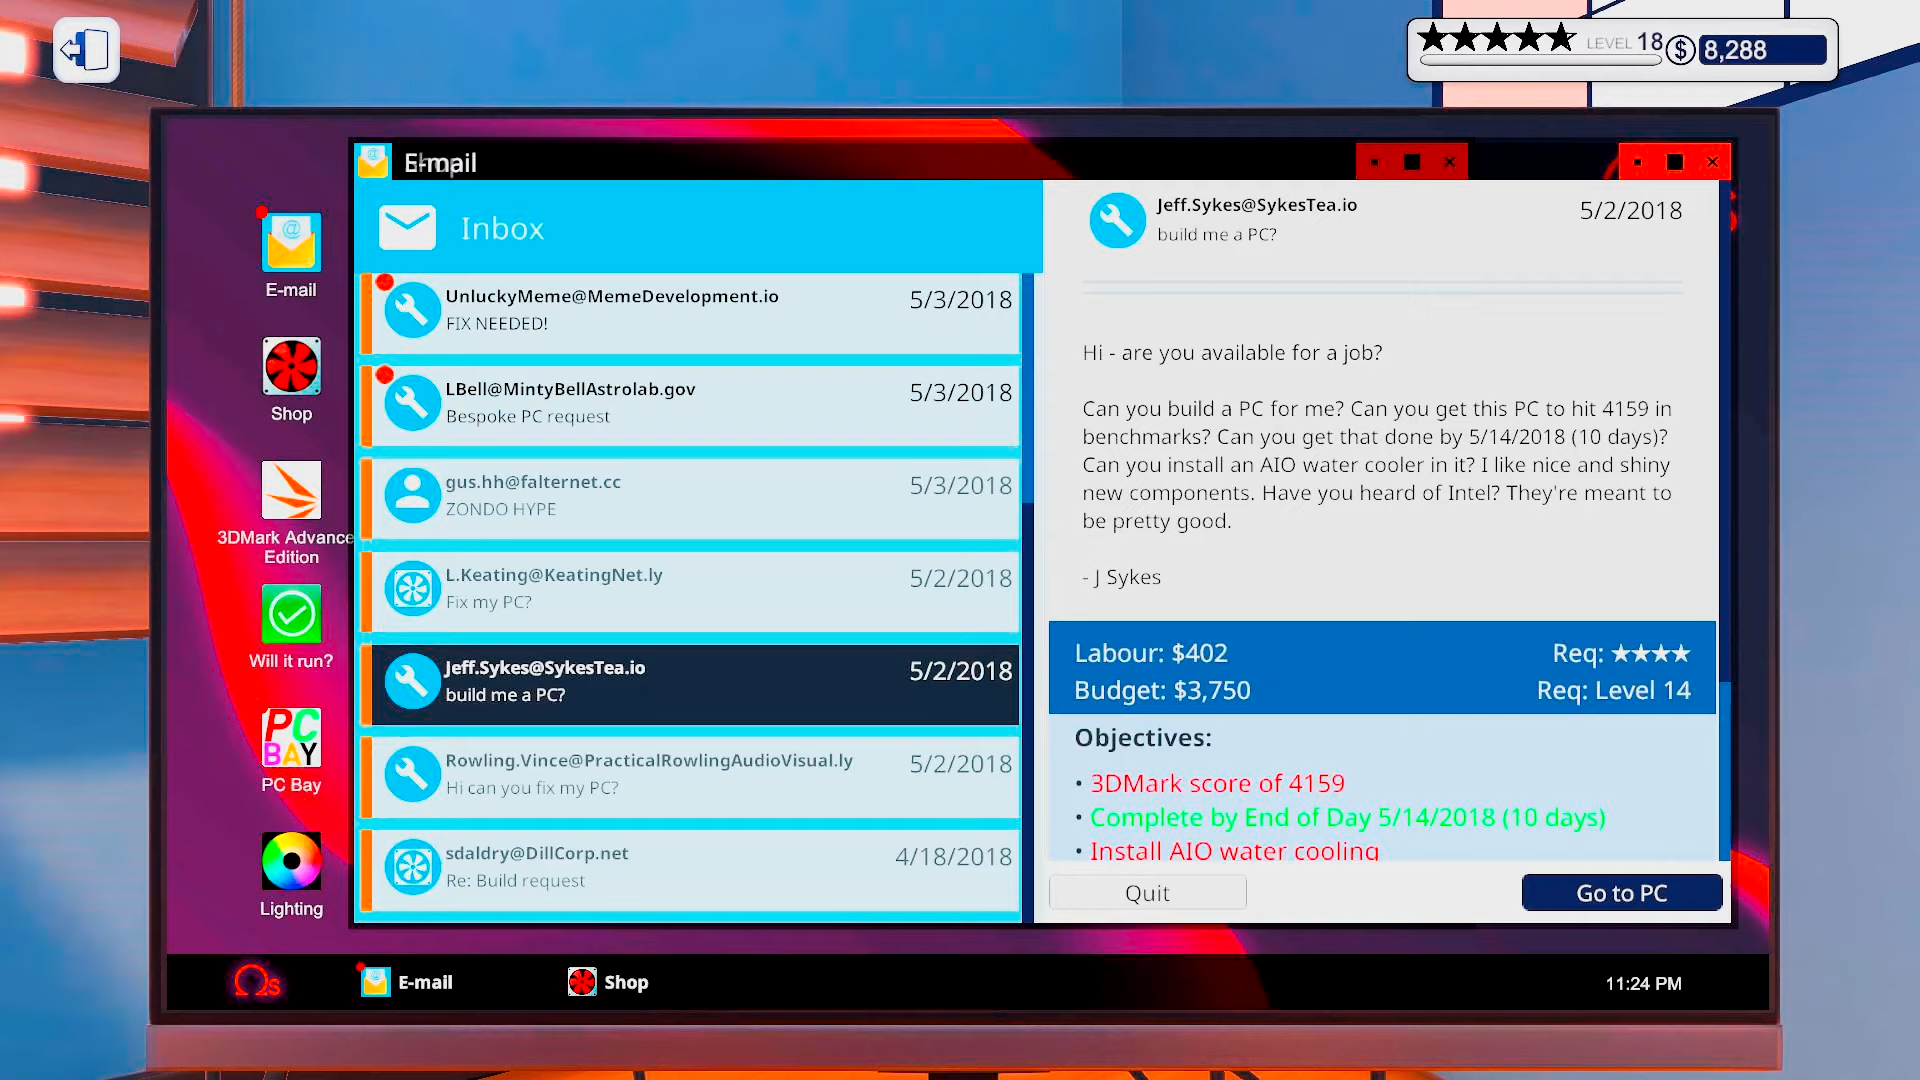 LEVEL 18
$ 8,288
E-mail
Inbox
E-mail
Shop
3DMark Advance
Edition
Will it run?
PC
BAY
PC Bay
Lighting
UnluckyMeme@MemeDevelopment.io
5/3/2018
FIX NEEDED!
LBell@MintyBellAstrolab.gov
5/3/2018
Bespoke PC request
gus.hh@falternet.cc
5/3/2018
ZONDO HYPE
L.Keating@KeatingNet.ly
5/2/2018
Fix my PC?
Jeff.Sykes@SykesTea.io
5/2/2018
build me a PC?
Rowling.Vince@PracticalRowlingAudioVisual.ly
5/2/2018
Hi can you fix my PC?
sdaldry@DillCorp.net
4/18/2018
Re: Build request
Jeff.Sykes@SykesTea.io
5/2/2018
build me a PC?
Hi - are you available for a job?
Can you build a PC for me? Can you get this PC to hit 4159 in
benchmarks? Can you get that done by 5/14/2018 (10 days)?
Can you install an AIO water cooler in it? I like nice and shiny
new components. Have you heard of Intel? They're meant to
be pretty good.
- J Sykes
Labour: $402
Req: ★★★★
Budget: $3,750
Req: Level 14
Objectives:
• 3DMark score of 4159
• Complete by End of Day 5/14/2018 (10 days)
• Install AIO water cooling
Quit
Go to PC
Ωs
E-mail
Shop
11:24 PM